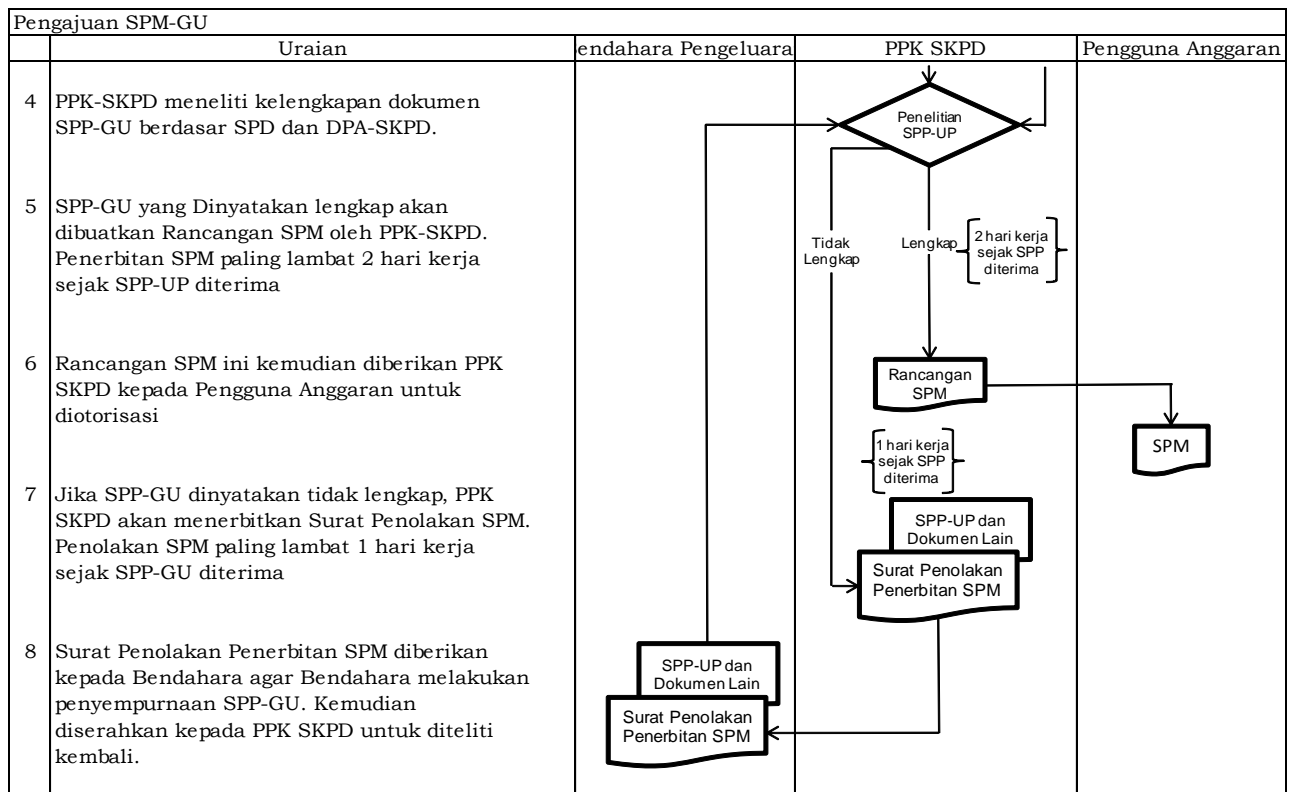 Pengajuan SPM-GU
Uraian
endahara Pengeluara
PPK SKPD
Pengguna Anggaran
4 PPK-SKPD meneliti kelengkapan dokumen
SPP-GU berdasar SPD dan DPA-SKPD.
5 SPP-GU yang Dinyatakan lengkap akan
dibuatkan Rancangan SPM oleh PPK-SKPD.
Penerbitan SPM paling lambat 2 hari kerja
sejak SPP-UP diterima
6 Rancangan SPM ini kemudian diberikan PPK
SKPD kepada Pengguna Anggaran untuk
diotorisasi
7 Jika SPP-GU dinyatakan tidak lengkap, PPK
SKPD akan menerbitkan Surat Penolakan SPM.
Penolakan SPM paling lambat 1 hari kerja
sejak SPP-GU diterima
8 Surat Penolakan Penerbitan SPM diberikan
kepada Bendahara agar Bendahara melakukan
penyempurnaan SPP-GU. Kemudian
diserahkan kepada PPK SKPD untuk diteliti
kembali.
Penelitian
SPP-UP
Tidak
Lengkap
Lengkap
2 hari kerja
sejak SPP
diterima
Rancangan
SPM
SPM
1 hari kerja
sejak SPP
diterima
SPP-UP dan
Dokumen Lain
Surat Penolakan
Penerbitan SPM
SPP-UP dan
Dokumen Lain
Surat Penolakan
Penerbitan SPM